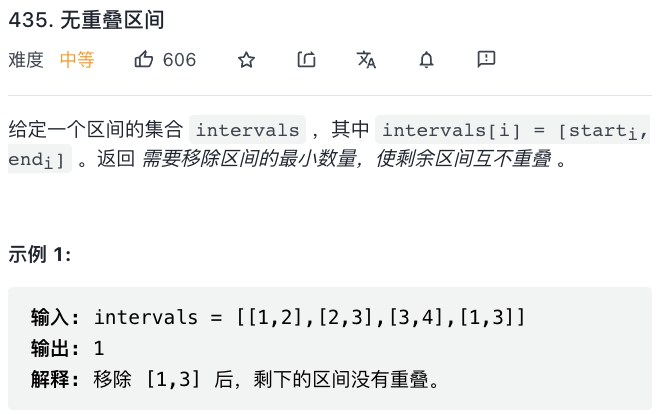 435. 无重叠区间
难度 中等 606
给定一个区间的集合 intervals ，其中 intervals[i] = [starti,
endi] 。返回 需要移除区间的最小数量，使剩余区间互不重叠 。
示例 1:
输入: intervals = [[1,2],[2,3],[3,4],[1,3]]
输出: 1
解释: 移除 [1,3] 后，剩下的区间没有重叠。